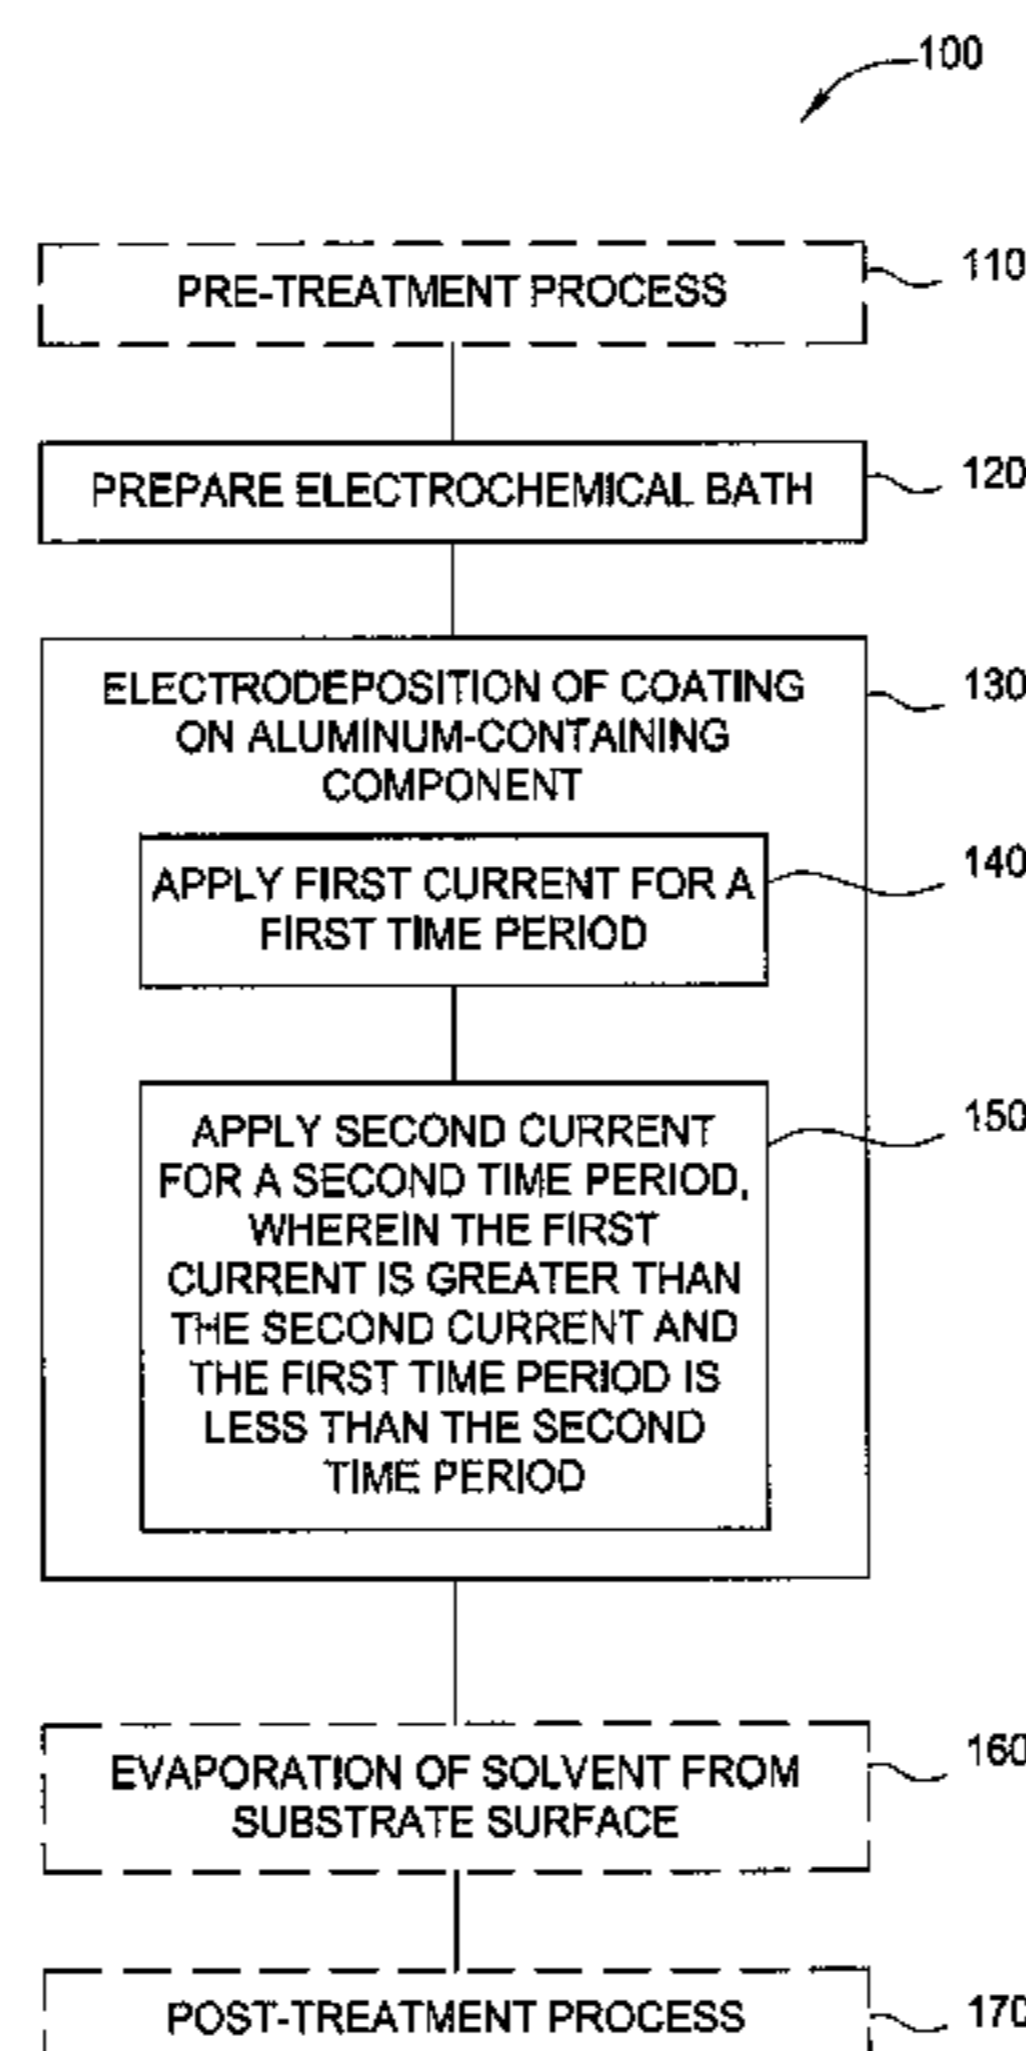 100
PRE-TREATMENT PROCESS
110
PREPARE ELECTROCHEMICAL BATH
120
ELECTRODEPOSITION OF COATING
ON ALUMINUM-CONTAINING
COMPONENT
130
APPLY FIRST CURRENT FOR A
FIRST TIME PERIOD
140
APPLY SECOND CURRENT
FOR A SECOND TIME PERIOD,
WHEREIN THE FIRST
CURRENT IS GREATER THAN
THE SECOND CURRENT AND
THE FIRST TIME PERIOD IS
LESS THAN THE SECOND
TIME PERIOD
150
EVAPORATION OF SOLVENT FROM
SUBSTRATE SURFACE
160
POST-TREATMENT PROCESS
170